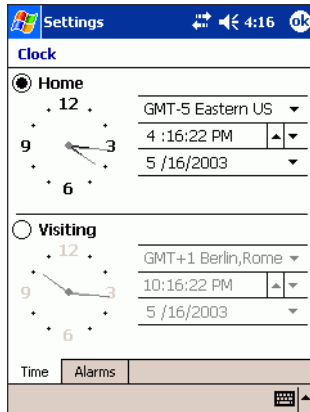 Settings 4:16 ok
Clock
Home
12
3
6
9
GMT-5 Eastern US
4 :16:22 PM
5 /16/2003
Visiting
12
3
6
9
GMT+1 Berlin,Rome
10:16:22 PM
5 /16/2003
Time Alarms